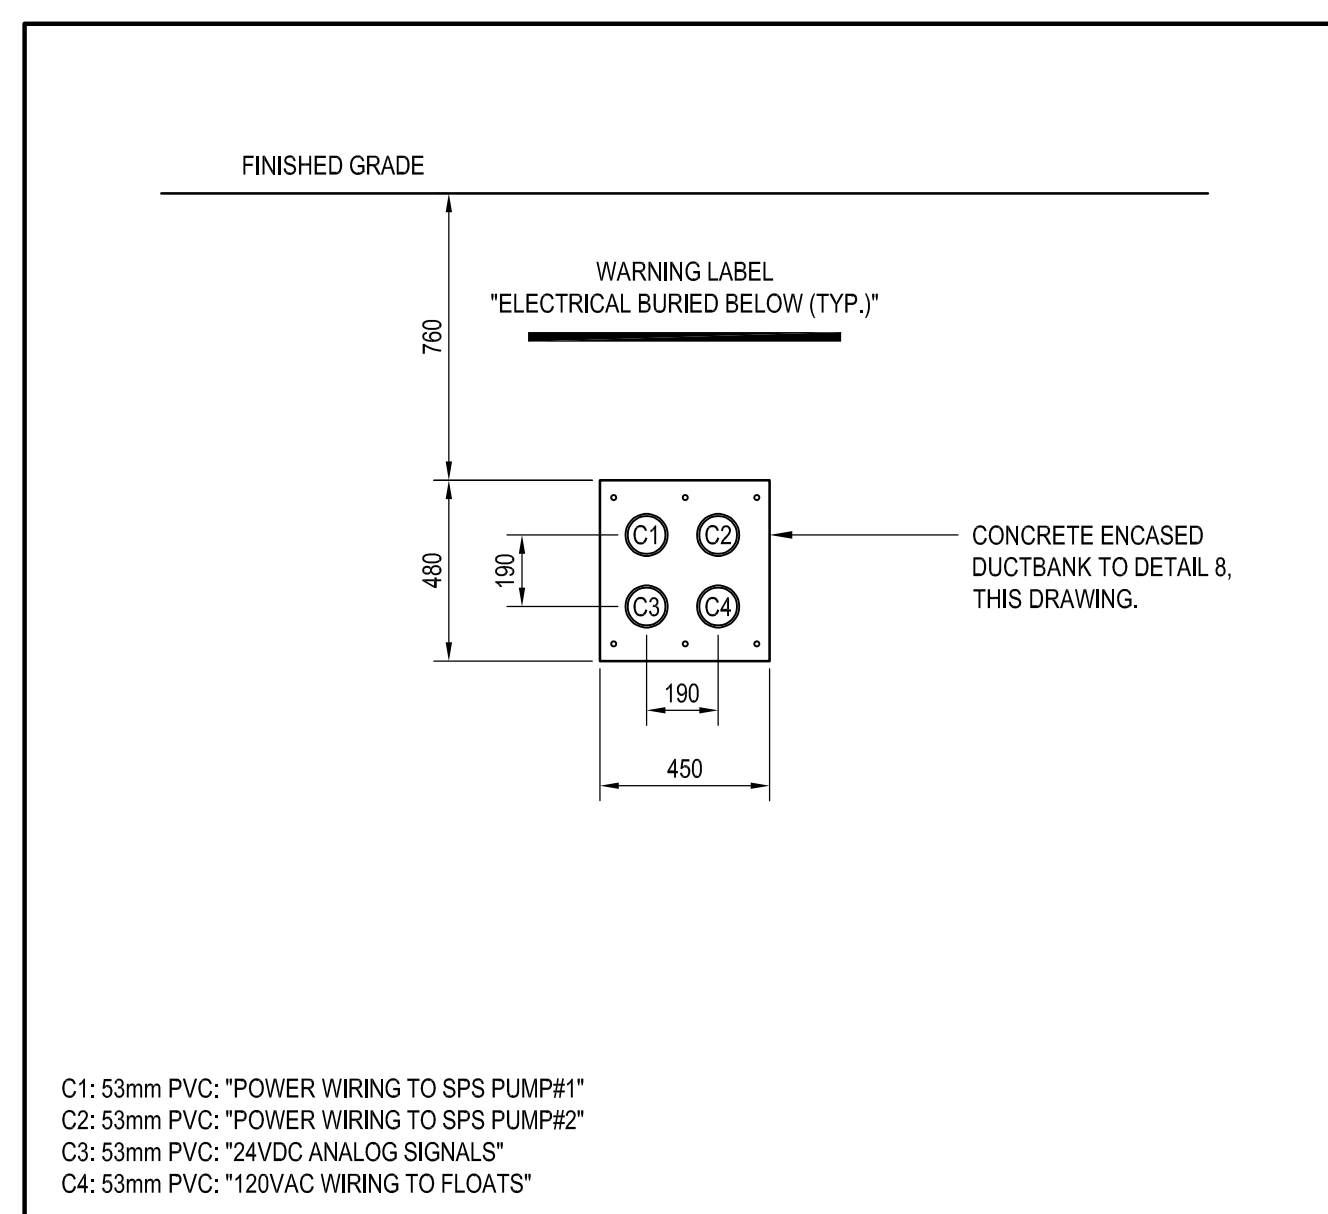 FINISHED GRADE
WARNING LABEL
"ELECTRICAL BURIED BELOW (TYP.)"
760
480
190
C1 C2
C3 C4
CONCRETE ENCASED
DUCTBANK TO DETAIL 8,
THIS DRAWING.
190
450
C1: 53mm PVC: "POWER WIRING TO SPS PUMP#1"
C2: 53mm PVC: "POWER WIRING TO SPS PUMP#2"
C3: 53mm PVC: "24VDC ANALOG SIGNALS"
C4: 53mm PVC: "120VAC WIRING TO FLOATS"